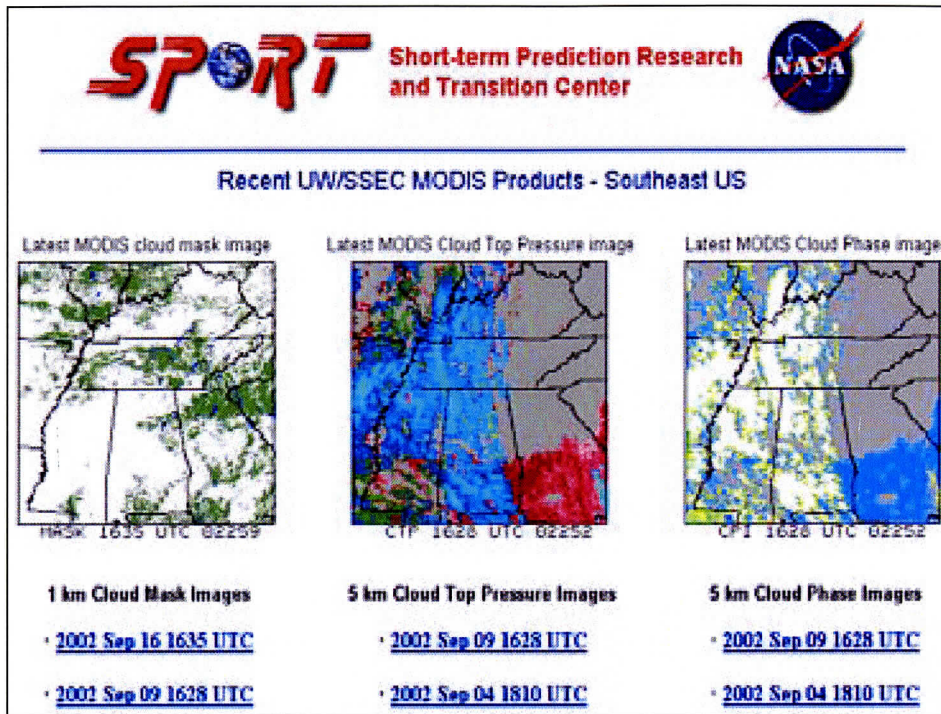 SPORT
Short-term Prediction Research
and Transition Center
NASA
Recent UW/SSEC MODIS Products - Southeast US
Latest MODIS cloud mask image
Latest MODIS Cloud Top Pressure image
Latest MODIS Cloud Phase image
MASK 1635 UTC 02259
CTP 1628 UTC 02252
CPI 1628 UTC 02252
1 km Cloud Mask Images
5 km Cloud Top Pressure Images
5 km Cloud Phase Images
· 2002 Sep 16 1635 UTC
· 2002 Sep 09 1628 UTC
· 2002 Sep 09 1628 UTC
· 2002 Sep 09 1628 UTC
· 2002 Sep 04 1810 UTC
· 2002 Sep 04 1810 UTC